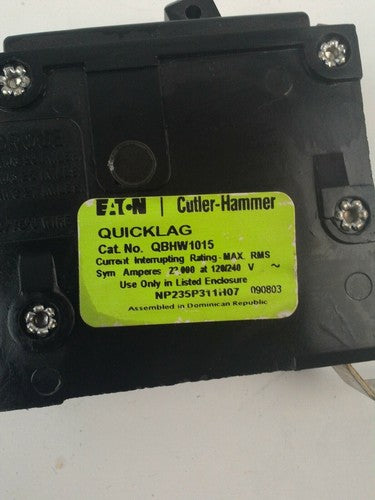 EATON | Cutler-Hammer
QUICKLAG
Cat. No. QBHW1015
Current Interrupting Rating-MAX RMS
Sym Amperes 22,000 at 120/240 V ~
Use Only in Listed Enclosure
NP235P311H07 090803
Assembled in Dominican Republic